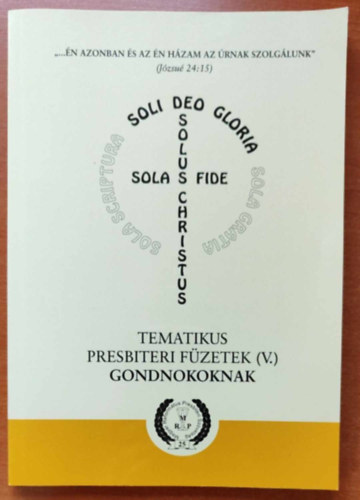 „...ÉN AZONBAN ÉS AZ ÉN HÁZAM AZ ÚRNAK SZOLGÁLUNK”
(Józsué 24:15)
SOLI DEO GLORIA
SOLUS CHRISTUS
SOLA FIDE
SOLA SCRIPTURA
SOLA GRATIA
TEMATIKUS
PRESBITERI FÜZETEK (V.)
GONDNOKOKNAK
M
R P
25